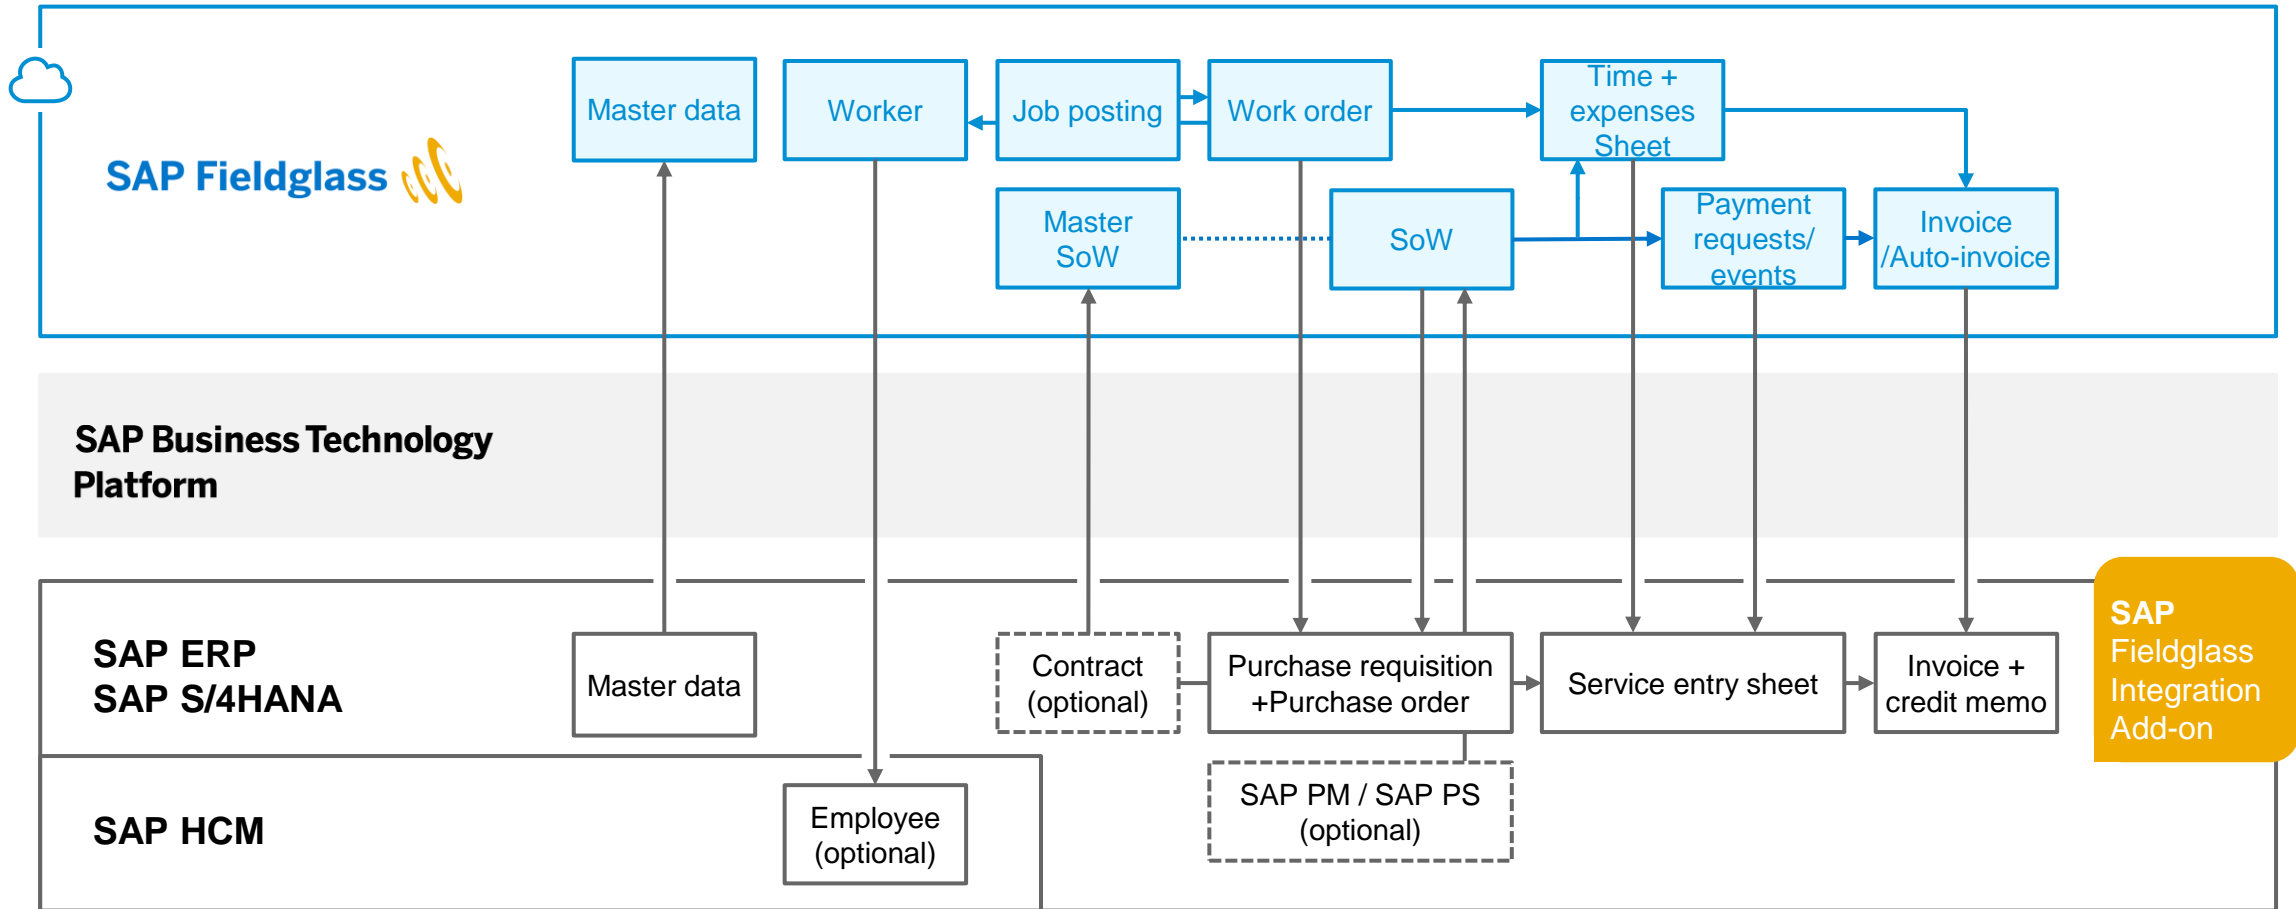 Master data
Worker
Job posting
Work order
Time +
expenses
Sheet
SAP Fieldglass
Master
SoW
SoW
Payment
requests/
events
Invoice
/Auto-invoice
SAP Business Technology
Platform
SAP ERP
SAP S/4HANA
Master data
Contract
(optional)
Purchase requisition
+Purchase order
Service entry sheet
Invoice +
credit memo
SAP
Fieldglass
Integration
Add-on
SAP HCM
Employee
(optional)
SAP PM / SAP PS
(optional)